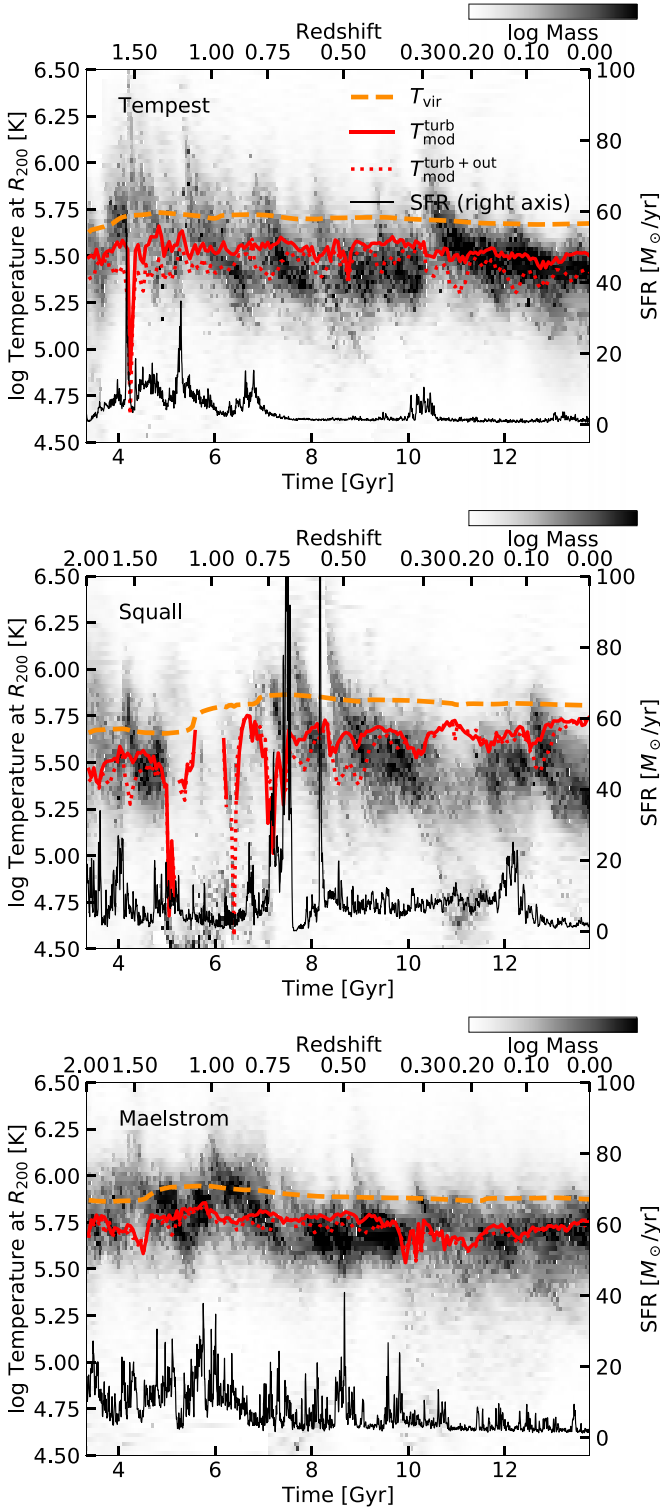 log Mass
Redshift
1.50 1.00 0.75 0.50 0.30 0.20 0.10 0.00
Tempest
T_vir
T_mod^turb
T_mod^turb+out
SFR (right axis)
log Temperature at R_200 [K]
6.50
6.25
6.00
5.75
5.50
5.25
5.00
4.75
4.50
100
80
60
40
20
0
SFR [M_⊙/yr]
4 6 8 10 12
Time [Gyr]
log Mass
Redshift
2.00 1.50 1.00 0.75 0.50 0.30 0.20 0.10 0.00
Squall
log Temperature at R_200 [K]
6.50
6.25
6.00
5.75
5.50
5.25
5.00
4.75
4.50
100
80
60
40
20
0
SFR [M_⊙/yr]
4 6 8 10 12
Time [Gyr]
log Mass
Redshift
2.00 1.50 1.00 0.75 0.50 0.30 0.20 0.10 0.00
Maelstrom
log Temperature at R_200 [K]
6.50
6.25
6.00
5.75
5.50
5.25
5.00
4.75
4.50
100
80
60
40
20
0
SFR [M_⊙/yr]
4 6 8 10 12
Time [Gyr]